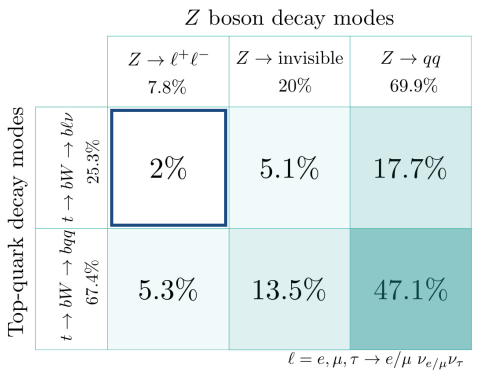 Z boson decay modes
Z → ℓ⁺ℓ⁻ Z → invisible Z → qq
7.8% 20% 69.9%
Top-quark decay modes
t → bW → bℓν
25.3%
2% 5.1% 17.7%
t → bW → bqq
67.4%
5.3% 13.5% 47.1%
ℓ = e, μ, τ → e/μ ν_{e/μ}ν_τ